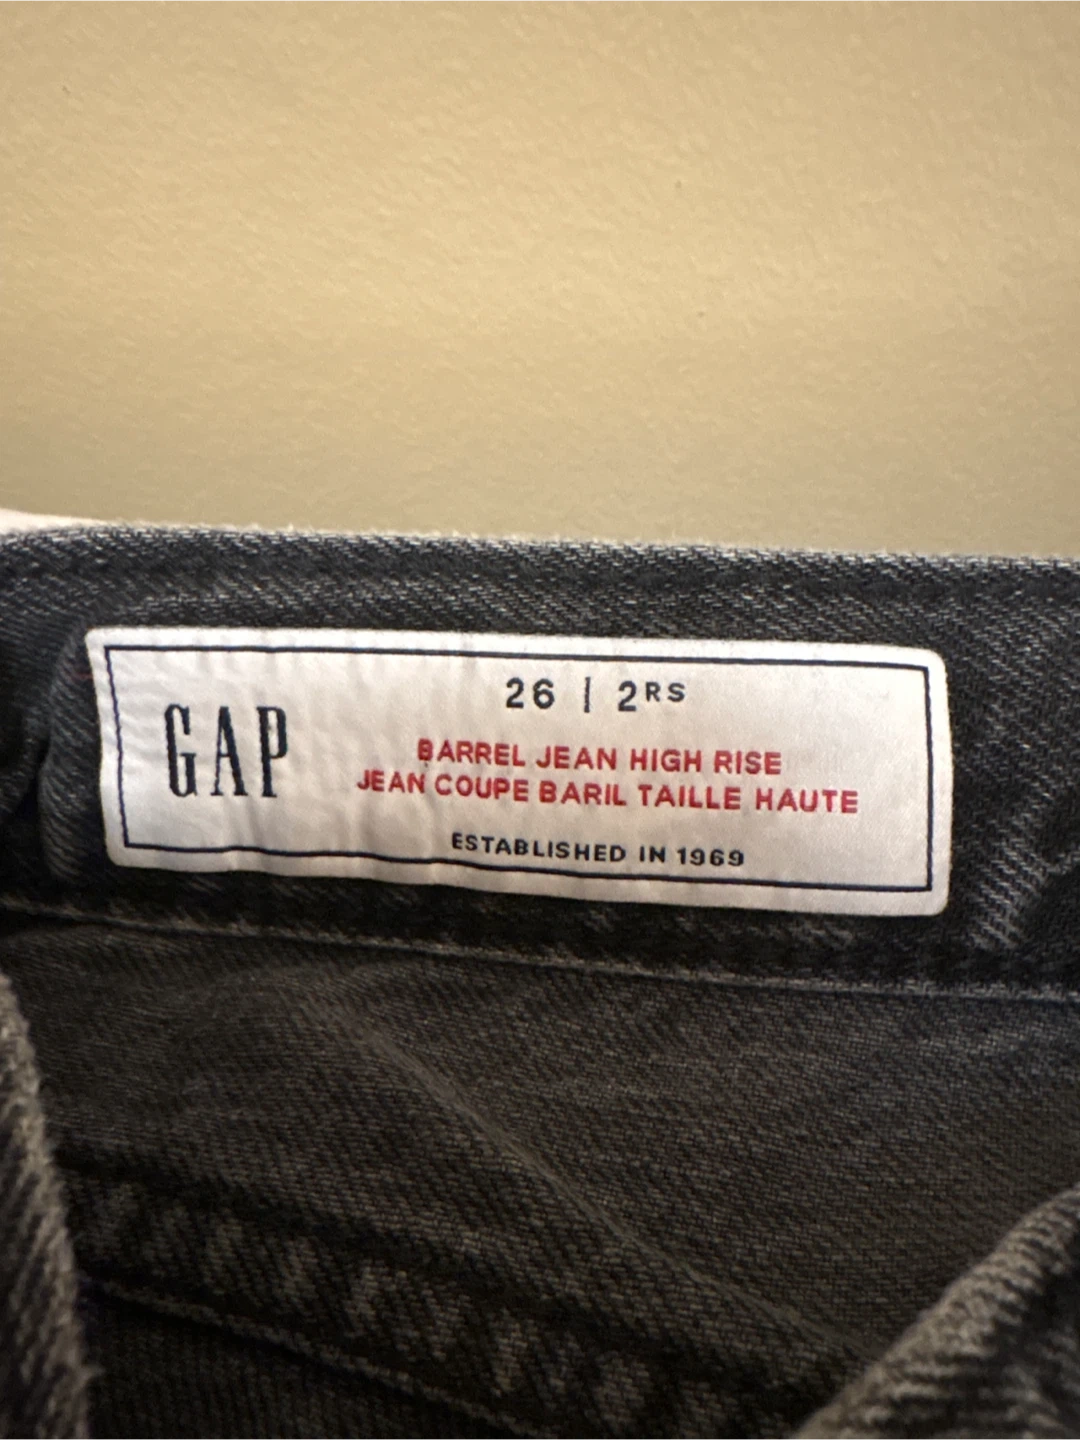 GAP
26 | 2RS
BARREL JEAN HIGH RISE
JEAN COUPE BARIL TAILLE HAUTE
ESTABLISHED IN 1969